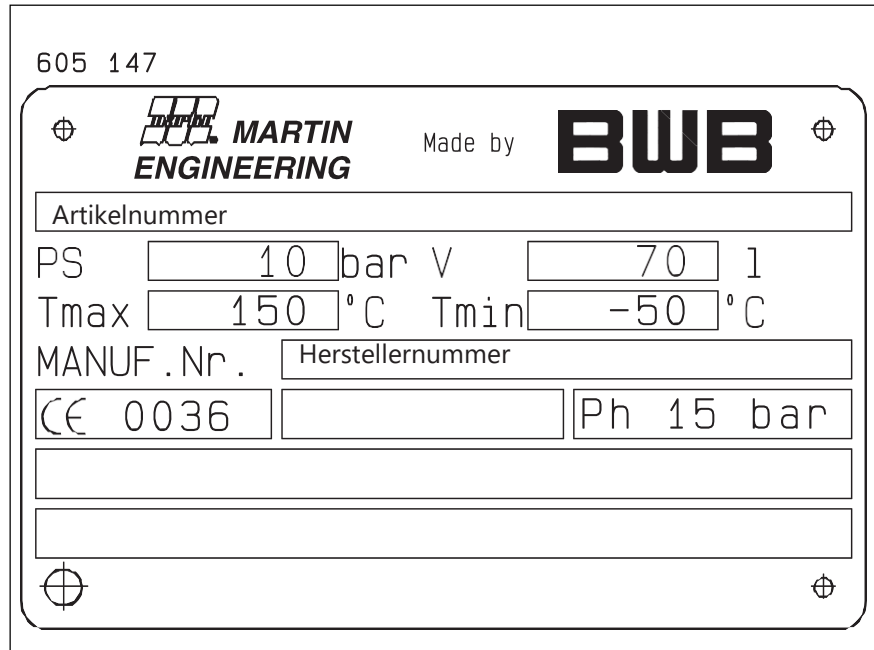 605 147
MARTIN Made by BWB
ENGINEERING
Artikelnummer
PS 10 bar V 70 l
Tmax 150 °C Tmin -50 °C
MANUF.Nr. Herstellernummer
CE 0036 Ph 15 bar